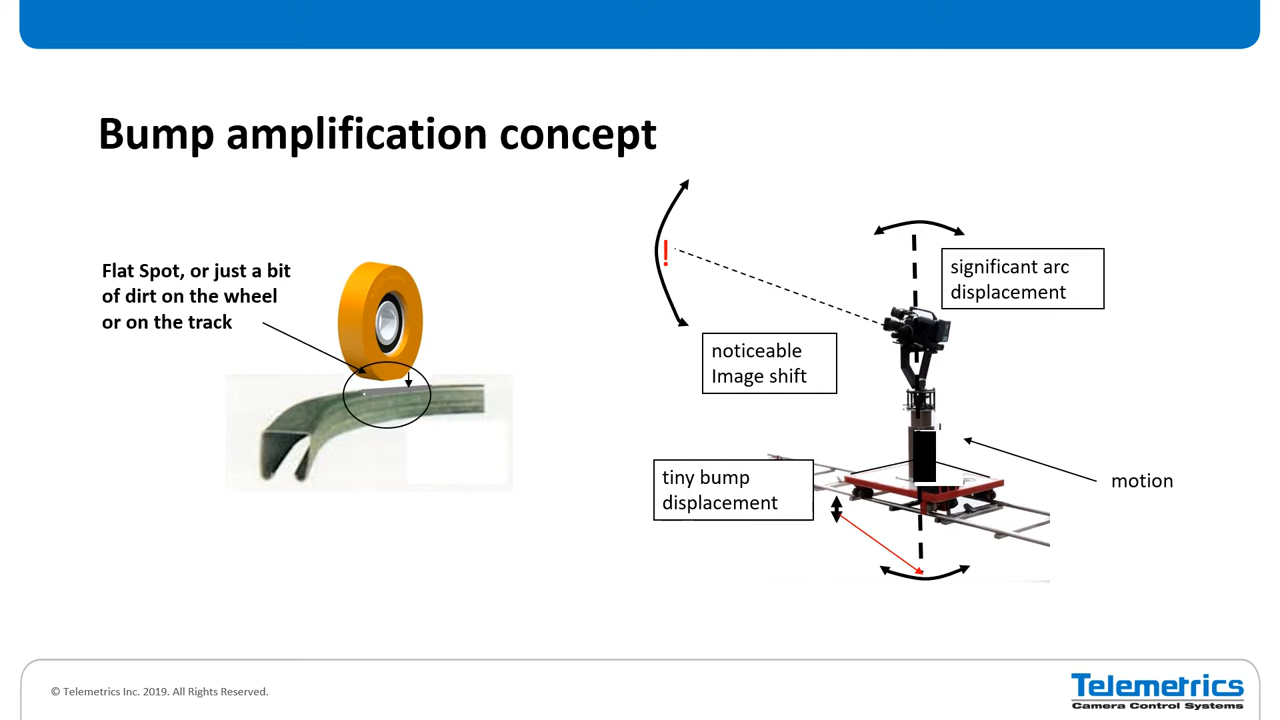 Bump amplification concept
Flat Spot, or just a bit
of dirt on the wheel
or on the track
!
significant arc
displacement
noticeable
Image shift
tiny bump
displacement
motion
© Telemetrics Inc. 2019. All Rights Reserved.
Telemetrics
Camera Control Systems